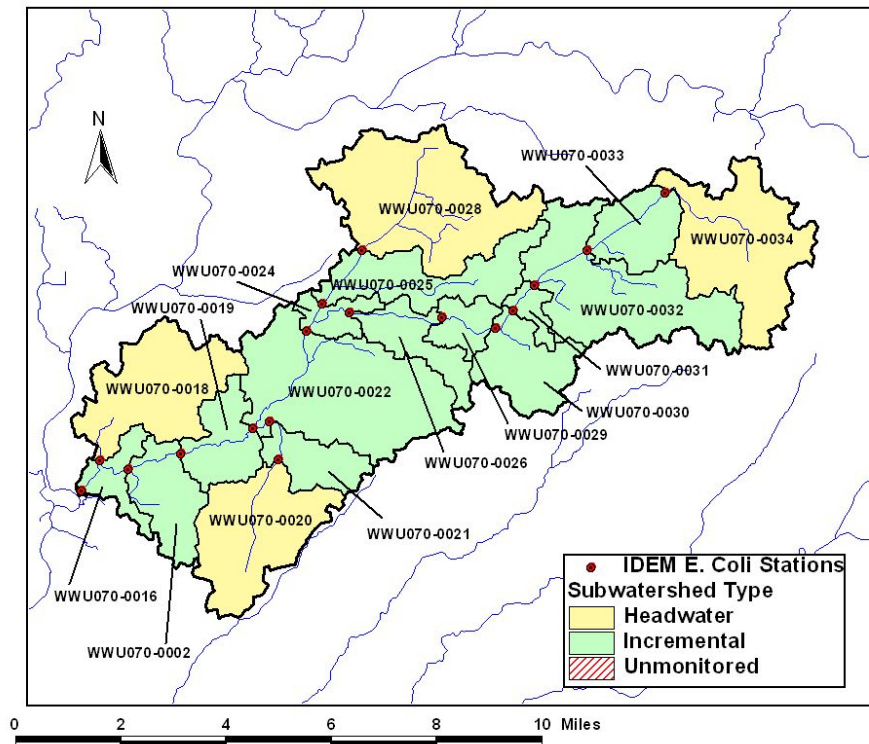 N
WWU070-0033
WWU070-0028
WWU070-0034
WWU070-0024
WWU070-0025
WWU070-0019
WWU070-0032
WWU070-0018
WWU070-0022
WWU070-0031
WWU070-0030
WWU070-0029
WWU070-0026
WWU070-0020
WWU070-0021
WWU070-0016
WWU070-0002
IDEM E. Coli Stations
Subwatershed Type
Headwater
Incremental
Unmonitored
0 2 4 6 8 10 Miles